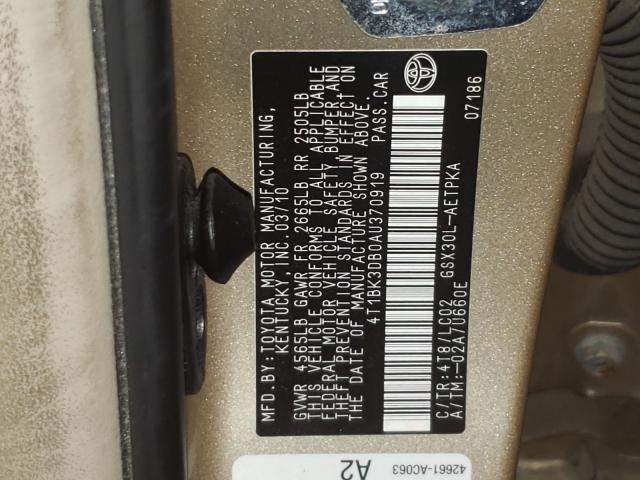 MFD.BY:TOYOTA MOTOR MANUFACTURING,
KENTUCKY, INC.03/10
GVWR 4565LB GAWR FR 2665LB RR 2505LB
THIS VEHICLE CONFORMS TO ALL APPLICABLE
FEDERAL MOTOR VEHICLE SAFETY, BUMPER AND
THEFT PREVENTION STANDARDS IN EFFECT ON
THE DATE OF MANUFACTURE SHOWN ABOVE.
4T1BK3DB0AU370919 PASS.CAR
C/TR:4T8/LC02 GSX30L-AETPKA
A/TM:-02A/U660E 07186
42661-AC063
A2